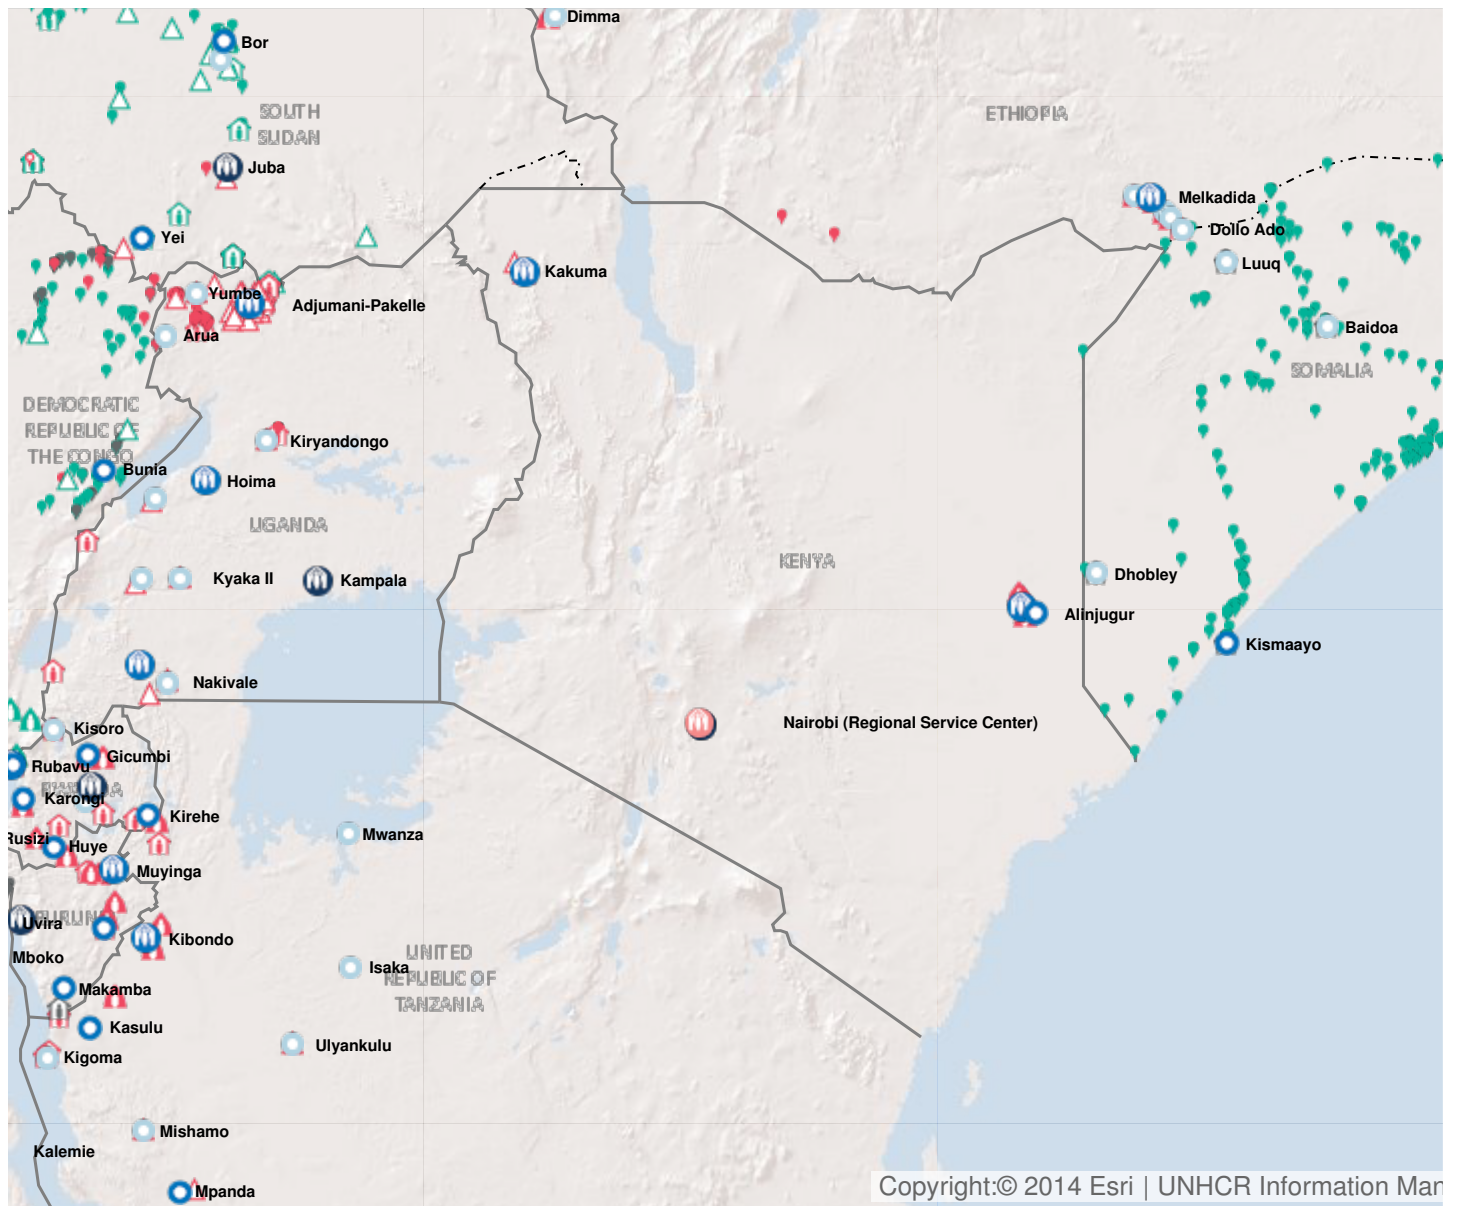 Dimma
Bor
SOUTH
SUDAN
ETHIOPIA
Juba
Melkadida
Yei
Dollo Ado
Luuq
Kakuma
Yumbe
Adjumani-Pakelle
Arua
Baidoa
SOMALIA
DEMOCRATIC
REPUBLIC OF
THE CONGO
Kiryandongo
Bunia
Hoima
UGANDA
KENYA
Kyaka II
Kampala
Dhobley
Alinjugur
Kismaayo
Nakivale
Nairobi (Regional Service Center)
Kisoro
Gicumbi
Rubavu
Karongi
Kirehe
Mwanza
Rusizi
Huye
Muyinga
Uvira
Kibondo
Mboko
UNITED
REPUBLIC OF
TANZANIA
Isaka
Makamba
Kasulu
Ulyankulu
Kigoma
Mishamo
Kalemie
Mpanda
Copyright:© 2014 Esri | UNHCR Information Man